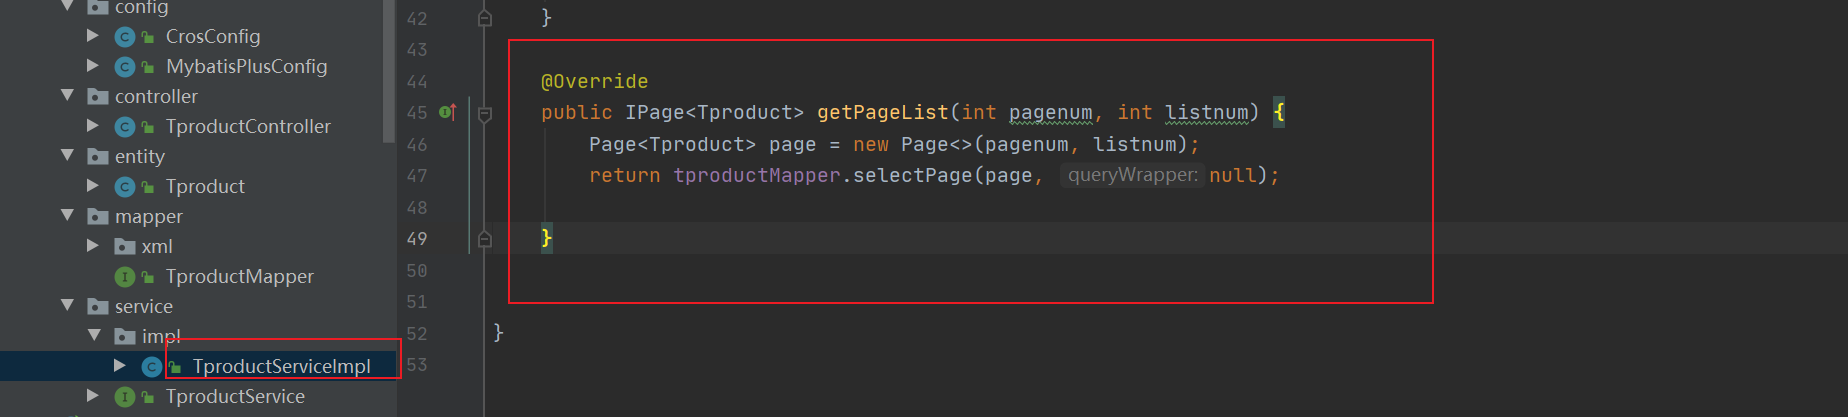 config
CrosConfig
MybatisPlusConfig
controller
TproductController
entity
Tproduct
mapper
xml
TproductMapper
service
impl
TproductServiceImpl
TproductService
42 }
43
44 @Override
45 public IPage<Tproduct> getPageList(int pagenum, int listnum) {
46 Page<Tproduct> page = new Page<>(pagenum, listnum);
47 return tproductMapper.selectPage(page, queryWrapper: null);
48
49 }
50
51
52 }
53